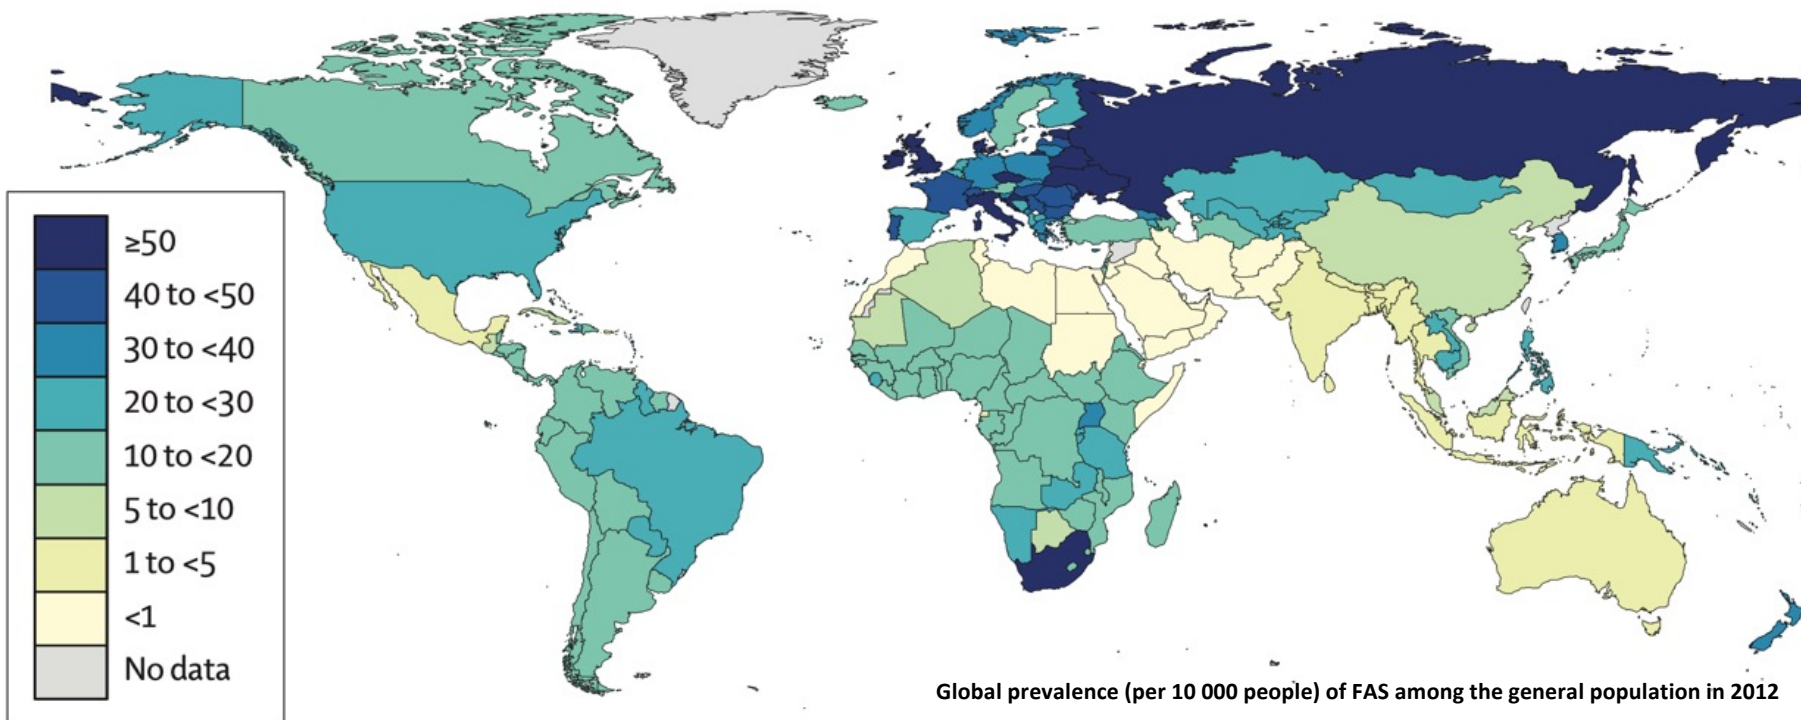 ≥50
40 to <50
30 to <40
20 to <30
10 to <20
5 to <10
1 to <5
<1
No data
Global prevalence (per 10 000 people) of FAS among the general population in 2012